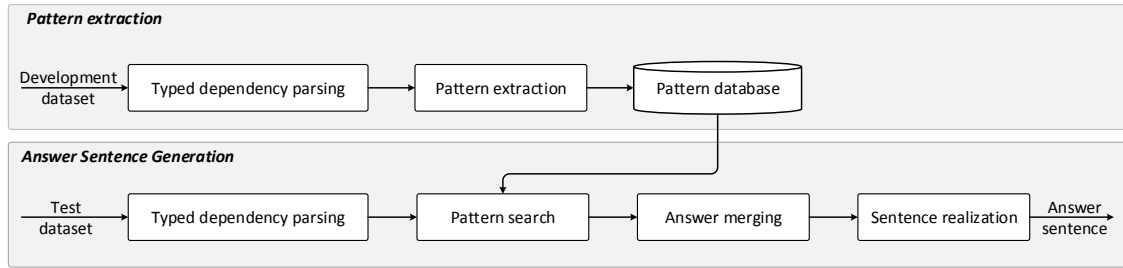 Pattern extraction
Development
dataset
Typed dependency parsing
Pattern extraction
Pattern database
Answer Sentence Generation
Test
dataset
Typed dependency parsing
Pattern search
Answer merging
Sentence realization
Answer
sentence